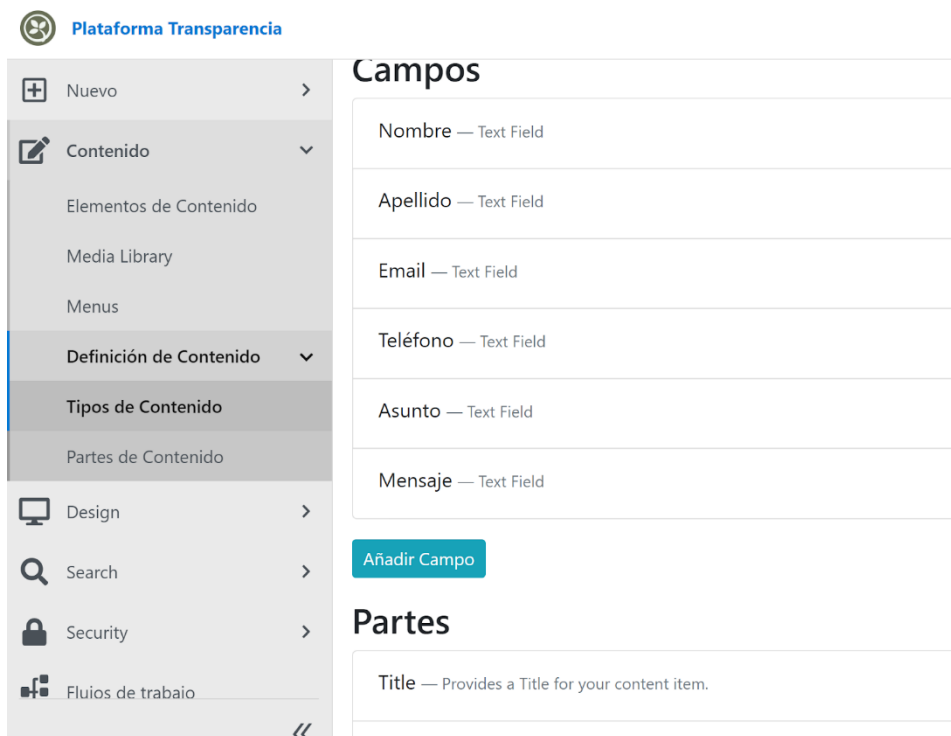 Plataforma Transparencia
Nuevo
Contenido
Elementos de Contenido
Media Library
Menus
Definición de Contenido
Tipos de Contenido
Partes de Contenido
Design
Search
Security
Flujos de trabajo
Campos
Nombre — Text Field
Apellido — Text Field
Email — Text Field
Teléfono — Text Field
Asunto — Text Field
Mensaje — Text Field
Añadir Campo
Partes
Title — Provides a Title for your content item.